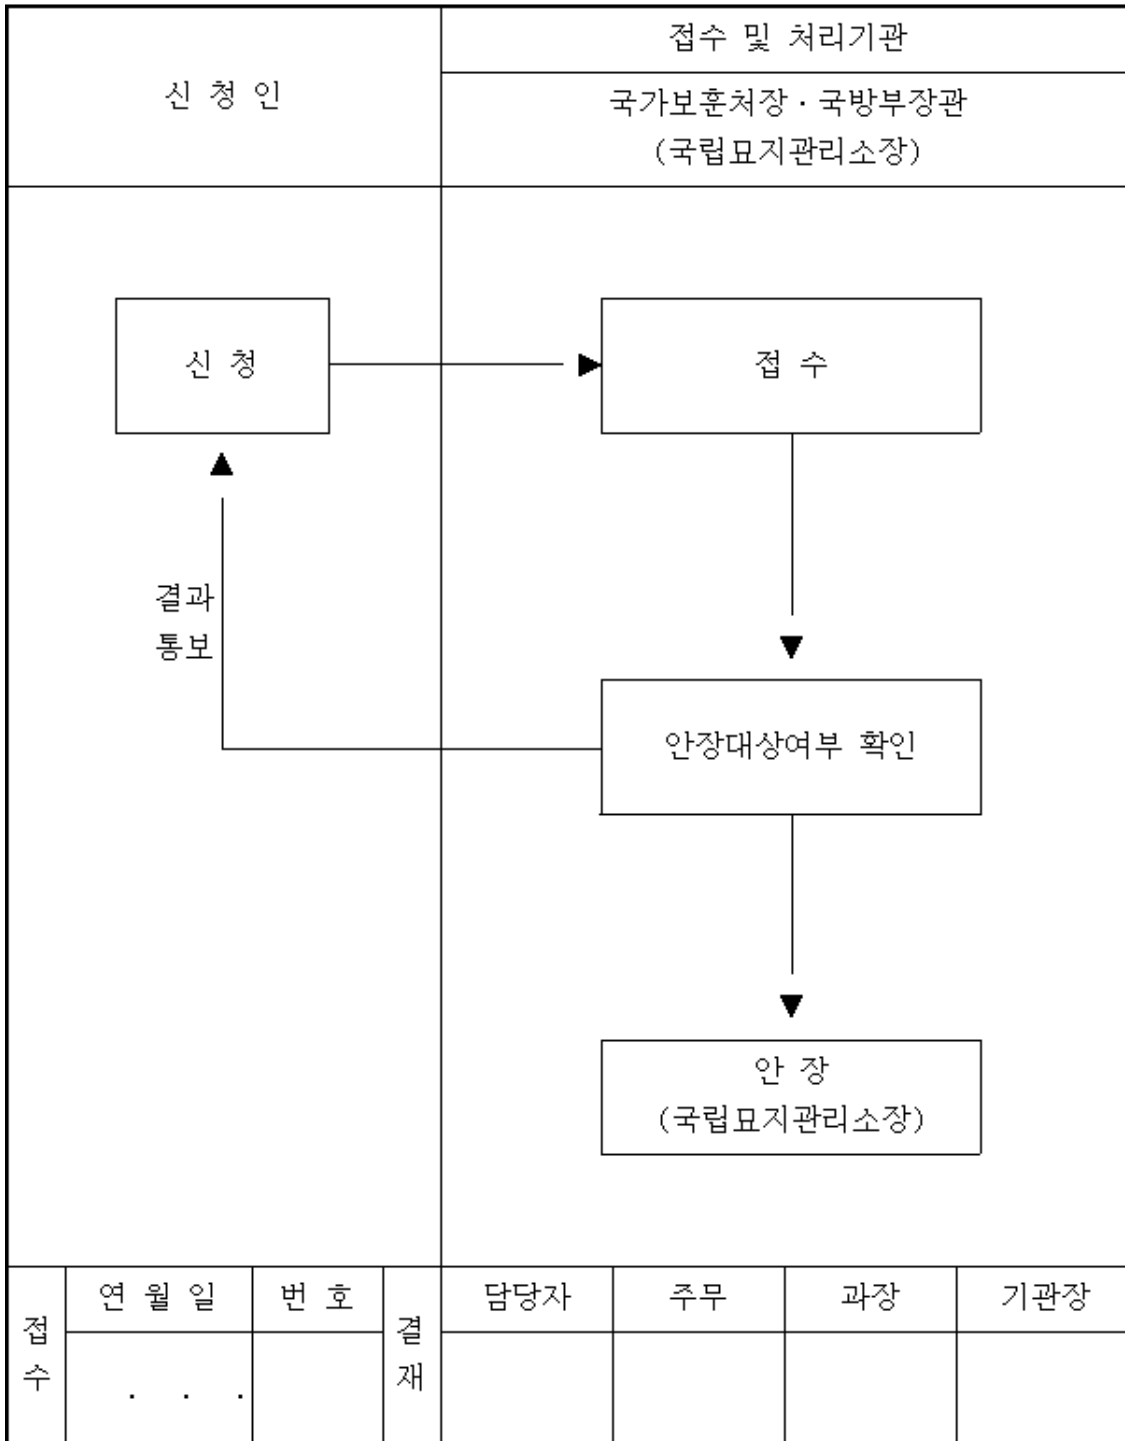 신 청 인
접수 및 처리기관
국가보훈처장 · 국방부장관
(국립묘지관리소장)
신 청
접 수
결과
통보
안장대상여부 확인
안 장
(국립묘지관리소장)
접
수
연 월 일
번 호
결
재
담당자
주무
과장
기관장
. . .